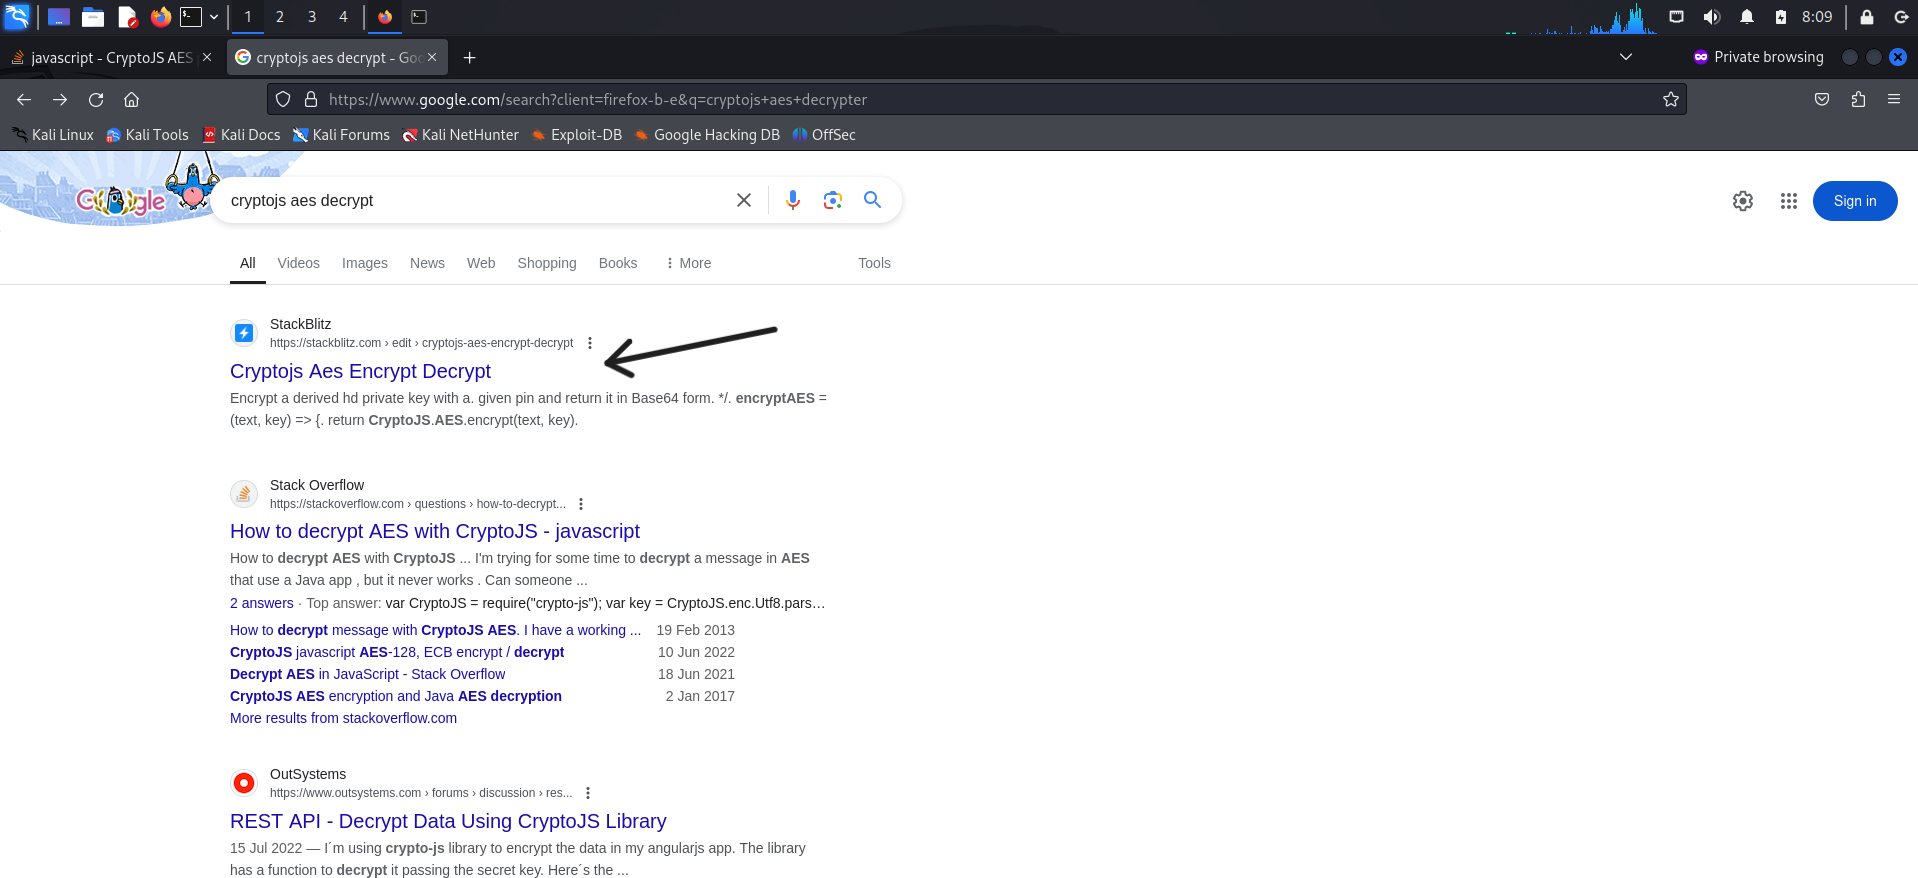 1 2 3 4 8:09
javascript - CryptoJS AES
cryptojs aes decrypt - Goo
Private browsing
https://www.google.com/search?client=firefox-b-e&q=cryptojs+aes+decrypter
Kali Linux Kali Tools Kali Docs Kali Forums Kali NetHunter Exploit-DB Google Hacking DB OffSec
Google
cryptojs aes decrypt
Sign in
All Videos Images News Web Shopping Books More Tools
StackBlitz
https://stackblitz.com › edit › cryptojs-aes-encrypt-decrypt
Cryptojs Aes Encrypt Decrypt
Encrypt a derived hd private key with a. given pin and return it in Base64 form. */. encryptAES =
(text, key) => {. return CryptoJS.AES.encrypt(text, key).
Stack Overflow
https://stackoverflow.com › questions › how-to-decrypt...
How to decrypt AES with CryptoJS - javascript
How to decrypt AES with CryptoJS ... I'm trying for some time to decrypt a message in AES
that use a Java app , but it never works . Can someone ...
2 answers · Top answer: var CryptoJS = require("crypto-js"); var key = CryptoJS.enc.Utf8.pars…
How to decrypt message with CryptoJS AES. I have a working ... 19 Feb 2013
CryptoJS javascript AES-128, ECB encrypt / decrypt 10 Jun 2022
Decrypt AES in JavaScript - Stack Overflow 18 Jun 2021
CryptoJS AES encryption and Java AES decryption 2 Jan 2017
More results from stackoverflow.com
OutSystems
https://www.outsystems.com › forums › discussion › res...
REST API - Decrypt Data Using CryptoJS Library
15 Jul 2022 — I´m using crypto-js library to encrypt the data in my angularjs app. The library
has a function to decrypt it passing the secret key. Here´s the ...